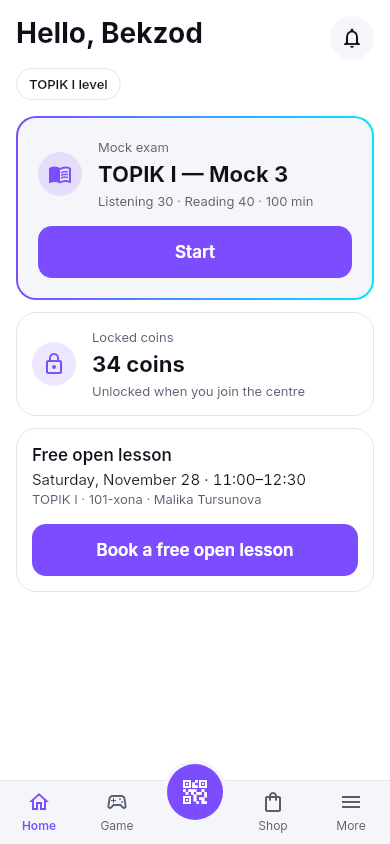 Hello, Bekzod
TOPIK I level
Mock exam
TOPIK I — Mock 3
Listening 30 · Reading 40 · 100 min
Start
Locked coins
34 coins
Unlocked when you join the centre
Free open lesson
Saturday, November 28 · 11:00–12:30
TOPIK I · 101-xona · Malika Tursunova
Book a free open lesson
Home
Game
Shop
More